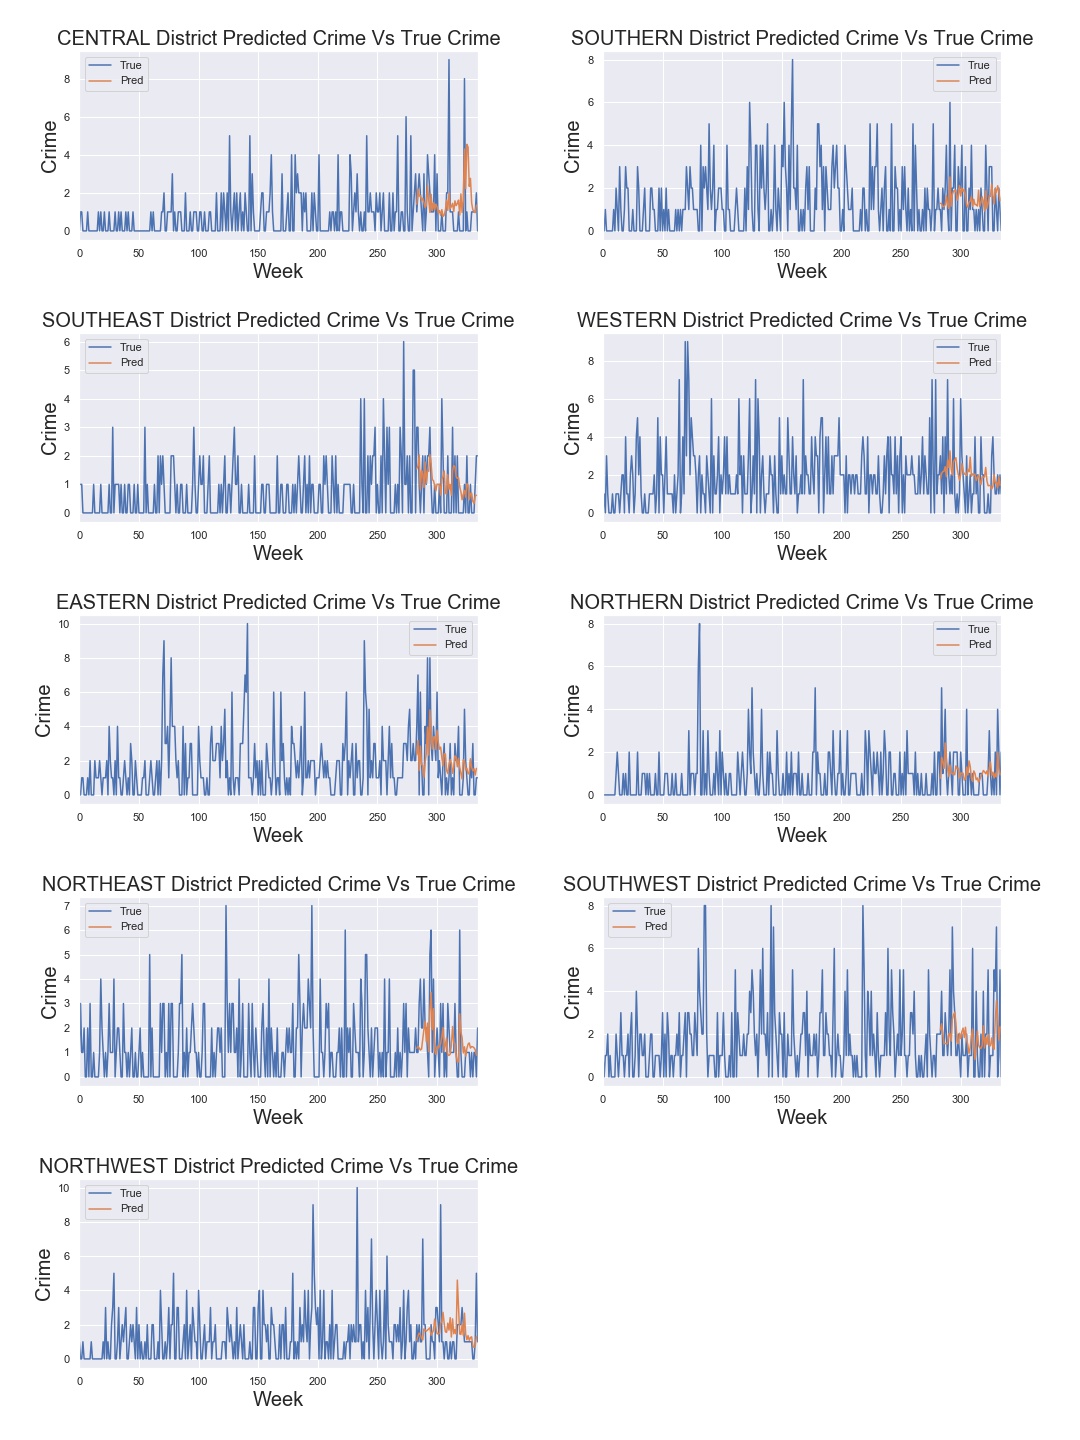 CENTRAL District Predicted Crime Vs True Crime
True
Pred
8
6
4
2
0
Crime
0 50 100 150 200 250 300
Week
SOUTHERN District Predicted Crime Vs True Crime
True
Pred
8
6
4
2
0
Crime
0 50 100 150 200 250 300
Week
SOUTHEAST District Predicted Crime Vs True Crime
True
Pred
6
5
4
3
2
1
0
Crime
0 50 100 150 200 250 300
Week
WESTERN District Predicted Crime Vs True Crime
True
Pred
8
6
4
2
0
Crime
0 50 100 150 200 250 300
Week
EASTERN District Predicted Crime Vs True Crime
True
Pred
10
8
6
4
2
0
Crime
0 50 100 150 200 250 300
Week
NORTHERN District Predicted Crime Vs True Crime
True
Pred
8
6
4
2
0
Crime
0 50 100 150 200 250 300
Week
NORTHEAST District Predicted Crime Vs True Crime
True
Pred
7
6
5
4
3
2
1
0
Crime
0 50 100 150 200 250 300
Week
SOUTHWEST District Predicted Crime Vs True Crime
True
Pred
8
6
4
2
0
Crime
0 50 100 150 200 250 300
Week
NORTHWEST District Predicted Crime Vs True Crime
True
Pred
10
8
6
4
2
0
Crime
0 50 100 150 200 250 300
Week